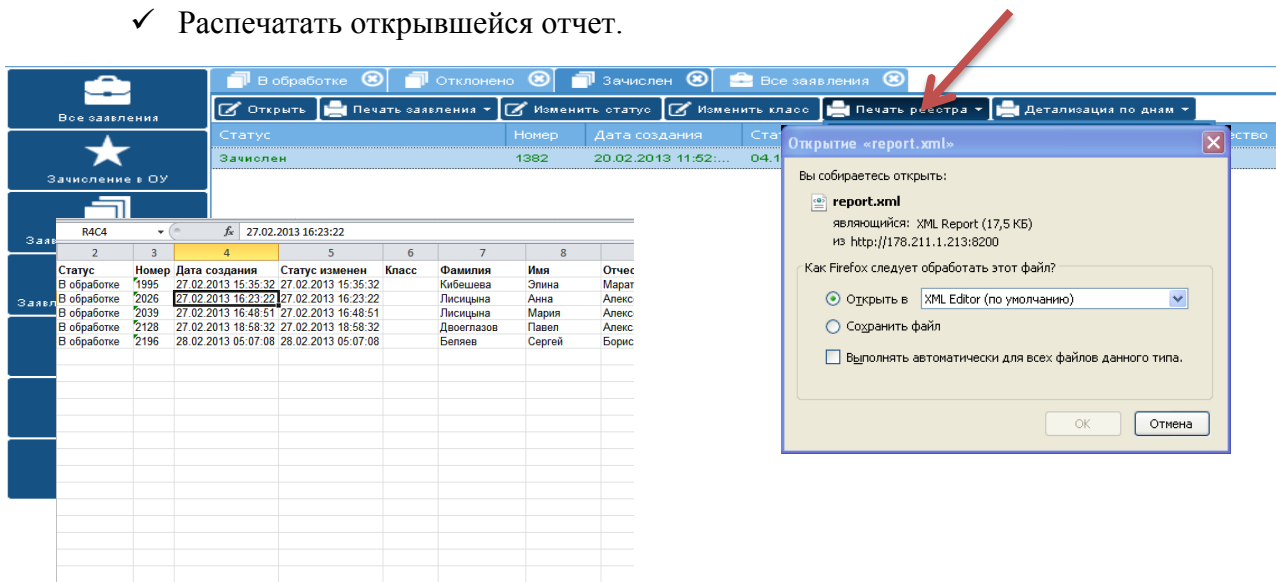 ✓ Распечатать открывшейся отчет.
В обработке Отклонено Зачислен Все заявления
Все заявления
Открыть Печать заявления Изменить статус Изменить класс Печать реестра Детализация по дням
Статус Номер Дата создания
Зачислен 1382 20.02.2013 11:52:... 04.1
Зачисление в ОУ
Открытие «report.xml»
Вы собираетесь открыть:
report.xml
являющийся: XML Report (17,5 КБ)
из http://178.211.1.213:8200
Как Firefox следует обработать этот файл?
Открыть в XML Editor (по умолчанию)
Сохранить файл
Выполнять автоматически для всех файлов данного типа.
OK Отмена
R4C4 fx 27.02.2013 16:23:22
2 3 4 5 6 7 8
Статус Номер Дата создания Статус изменен Класс Фамилия Имя Отчес
В обработке 1995 27.02.2013 15:35:32 27.02.2013 15:35:32 Кибешева Элина Марат
В обработке 2026 27.02.2013 16:23:22 27.02.2013 16:23:22 Лисицына Анна Алекс
В обработке 2039 27.02.2013 16:48:51 27.02.2013 16:48:51 Лисицына Мария Алекс
В обработке 2128 27.02.2013 18:58:32 27.02.2013 18:58:32 Двоеглазов Павел Алекс
В обработке 2196 28.02.2013 05:07:08 28.02.2013 05:07:08 Беляев Сергей Борис